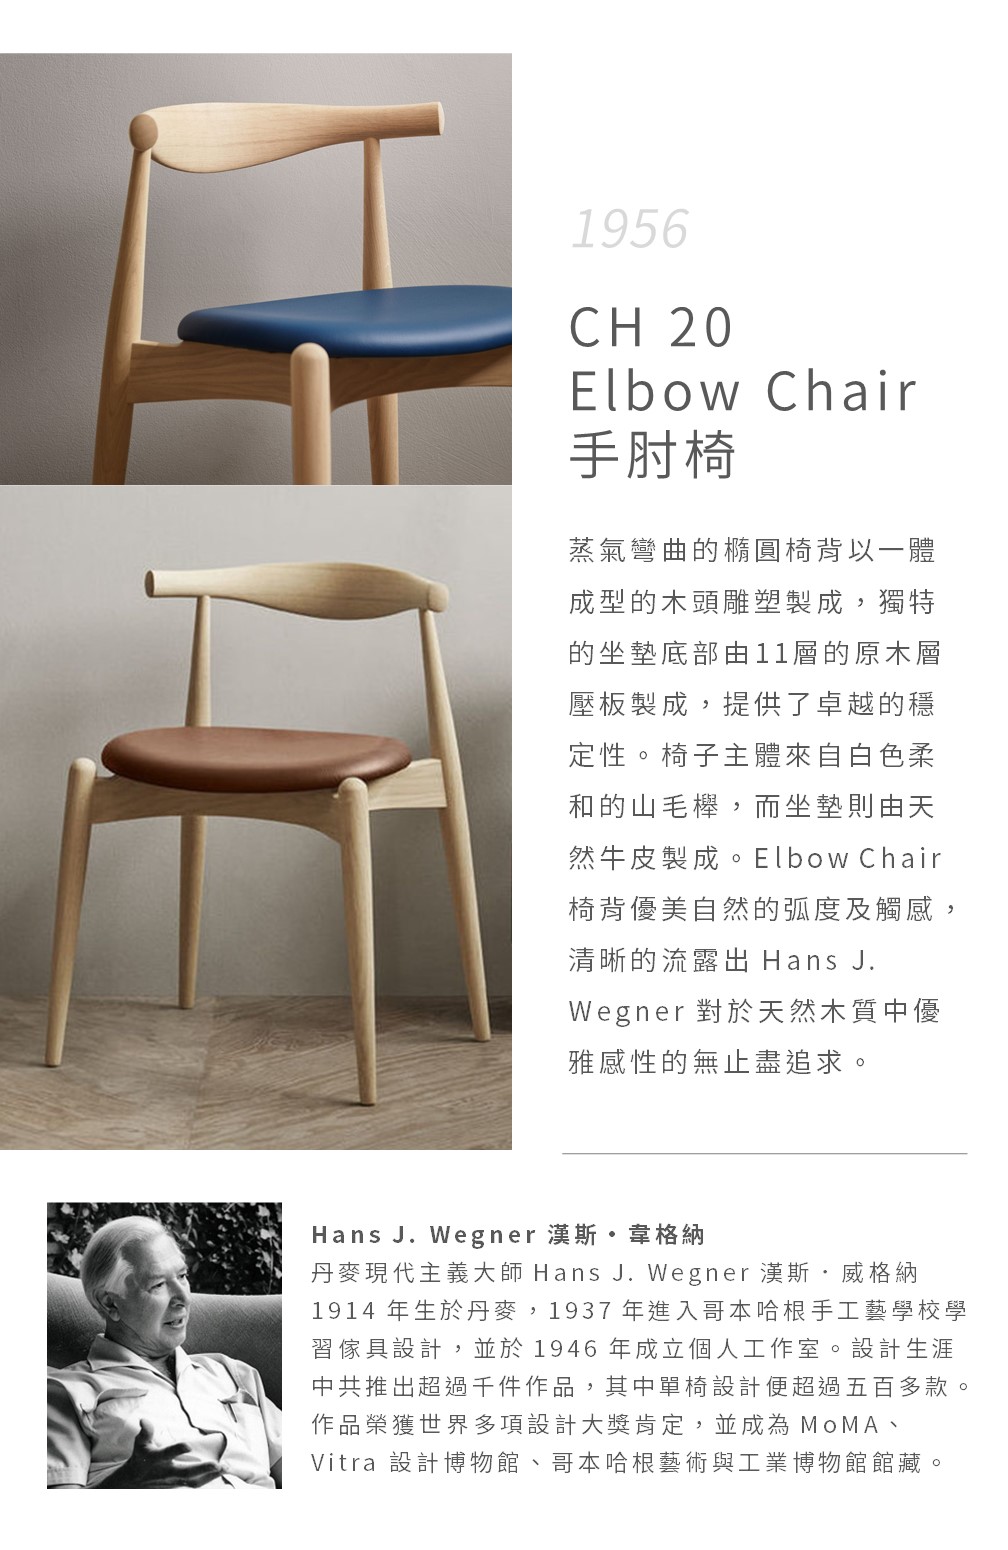 1956
CH 20
Elbow Chair
手肘椅
蒸氣彎曲的橢圓椅背以一體
成型的木頭雕塑製成，獨特
的坐墊底部由11層的原木層
壓板製成，提供了卓越的穩
定性。椅子主體來自白色柔
和的山毛櫸，而坐墊則由天
然牛皮製成。Elbow Chair
椅背優美自然的弧度及觸感，
清晰的流露出 Hans J.
Wegner 對於天然木質中優
雅感性的無止盡追求。
Hans J. Wegner 漢斯・韋格納
丹麥現代主義大師 Hans J. Wegner 漢斯．威格納
1914 年生於丹麥，1937 年進入哥本哈根手工藝學校學
習傢具設計，並於 1946 年成立個人工作室。設計生涯
中共推出超過千件作品，其中單椅設計便超過五百多款。
作品榮獲世界多項設計大獎肯定，並成為 MoMA、
Vitra 設計博物館、哥本哈根藝術與工業博物館館藏。